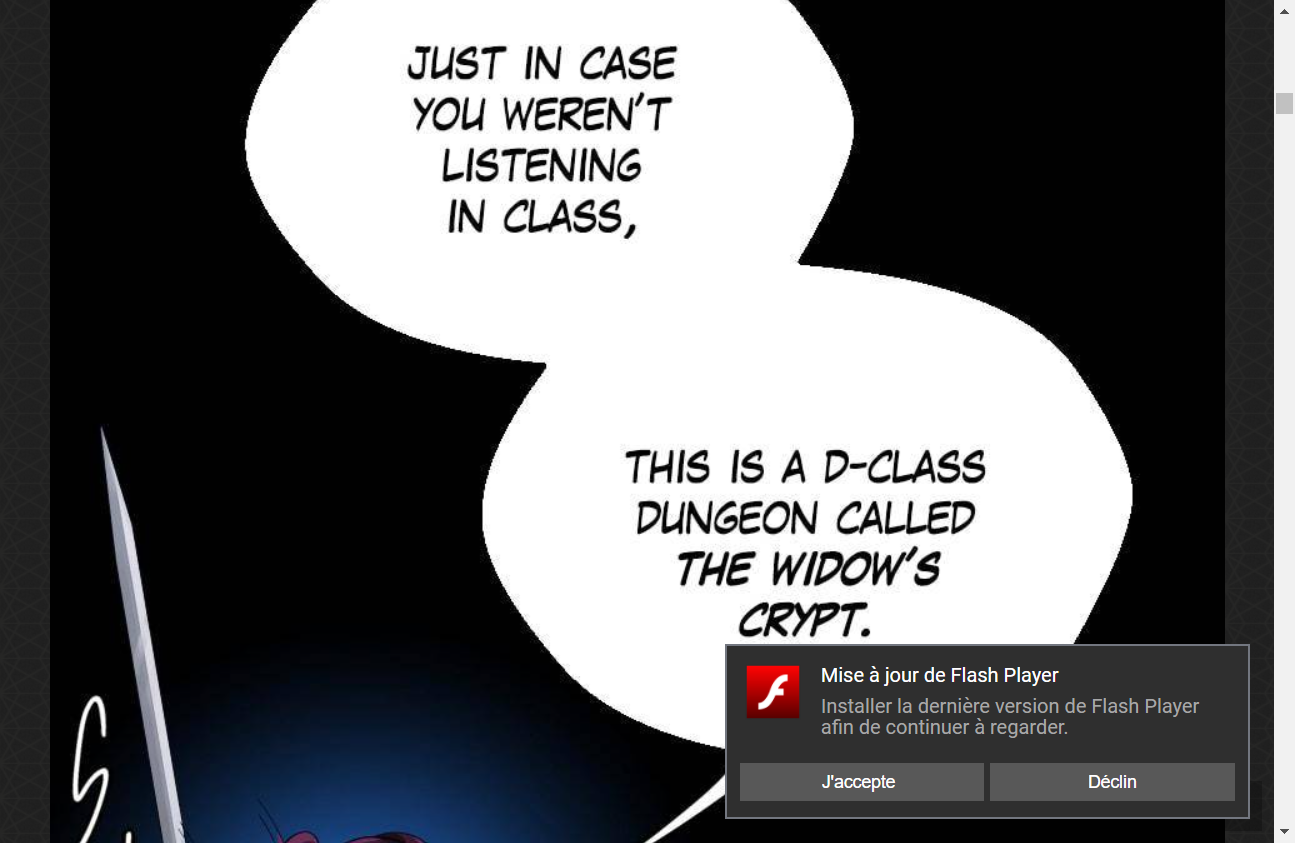 JUST IN CASE
YOU WEREN'T
LISTENING
IN CLASS,
THIS IS A D-CLASS
DUNGEON CALLED
THE WIDOW'S
CRYPT.
Mise à jour de Flash Player
Installer la dernière version de Flash Player
afin de continuer à regarder.
J'accepte
Déclin